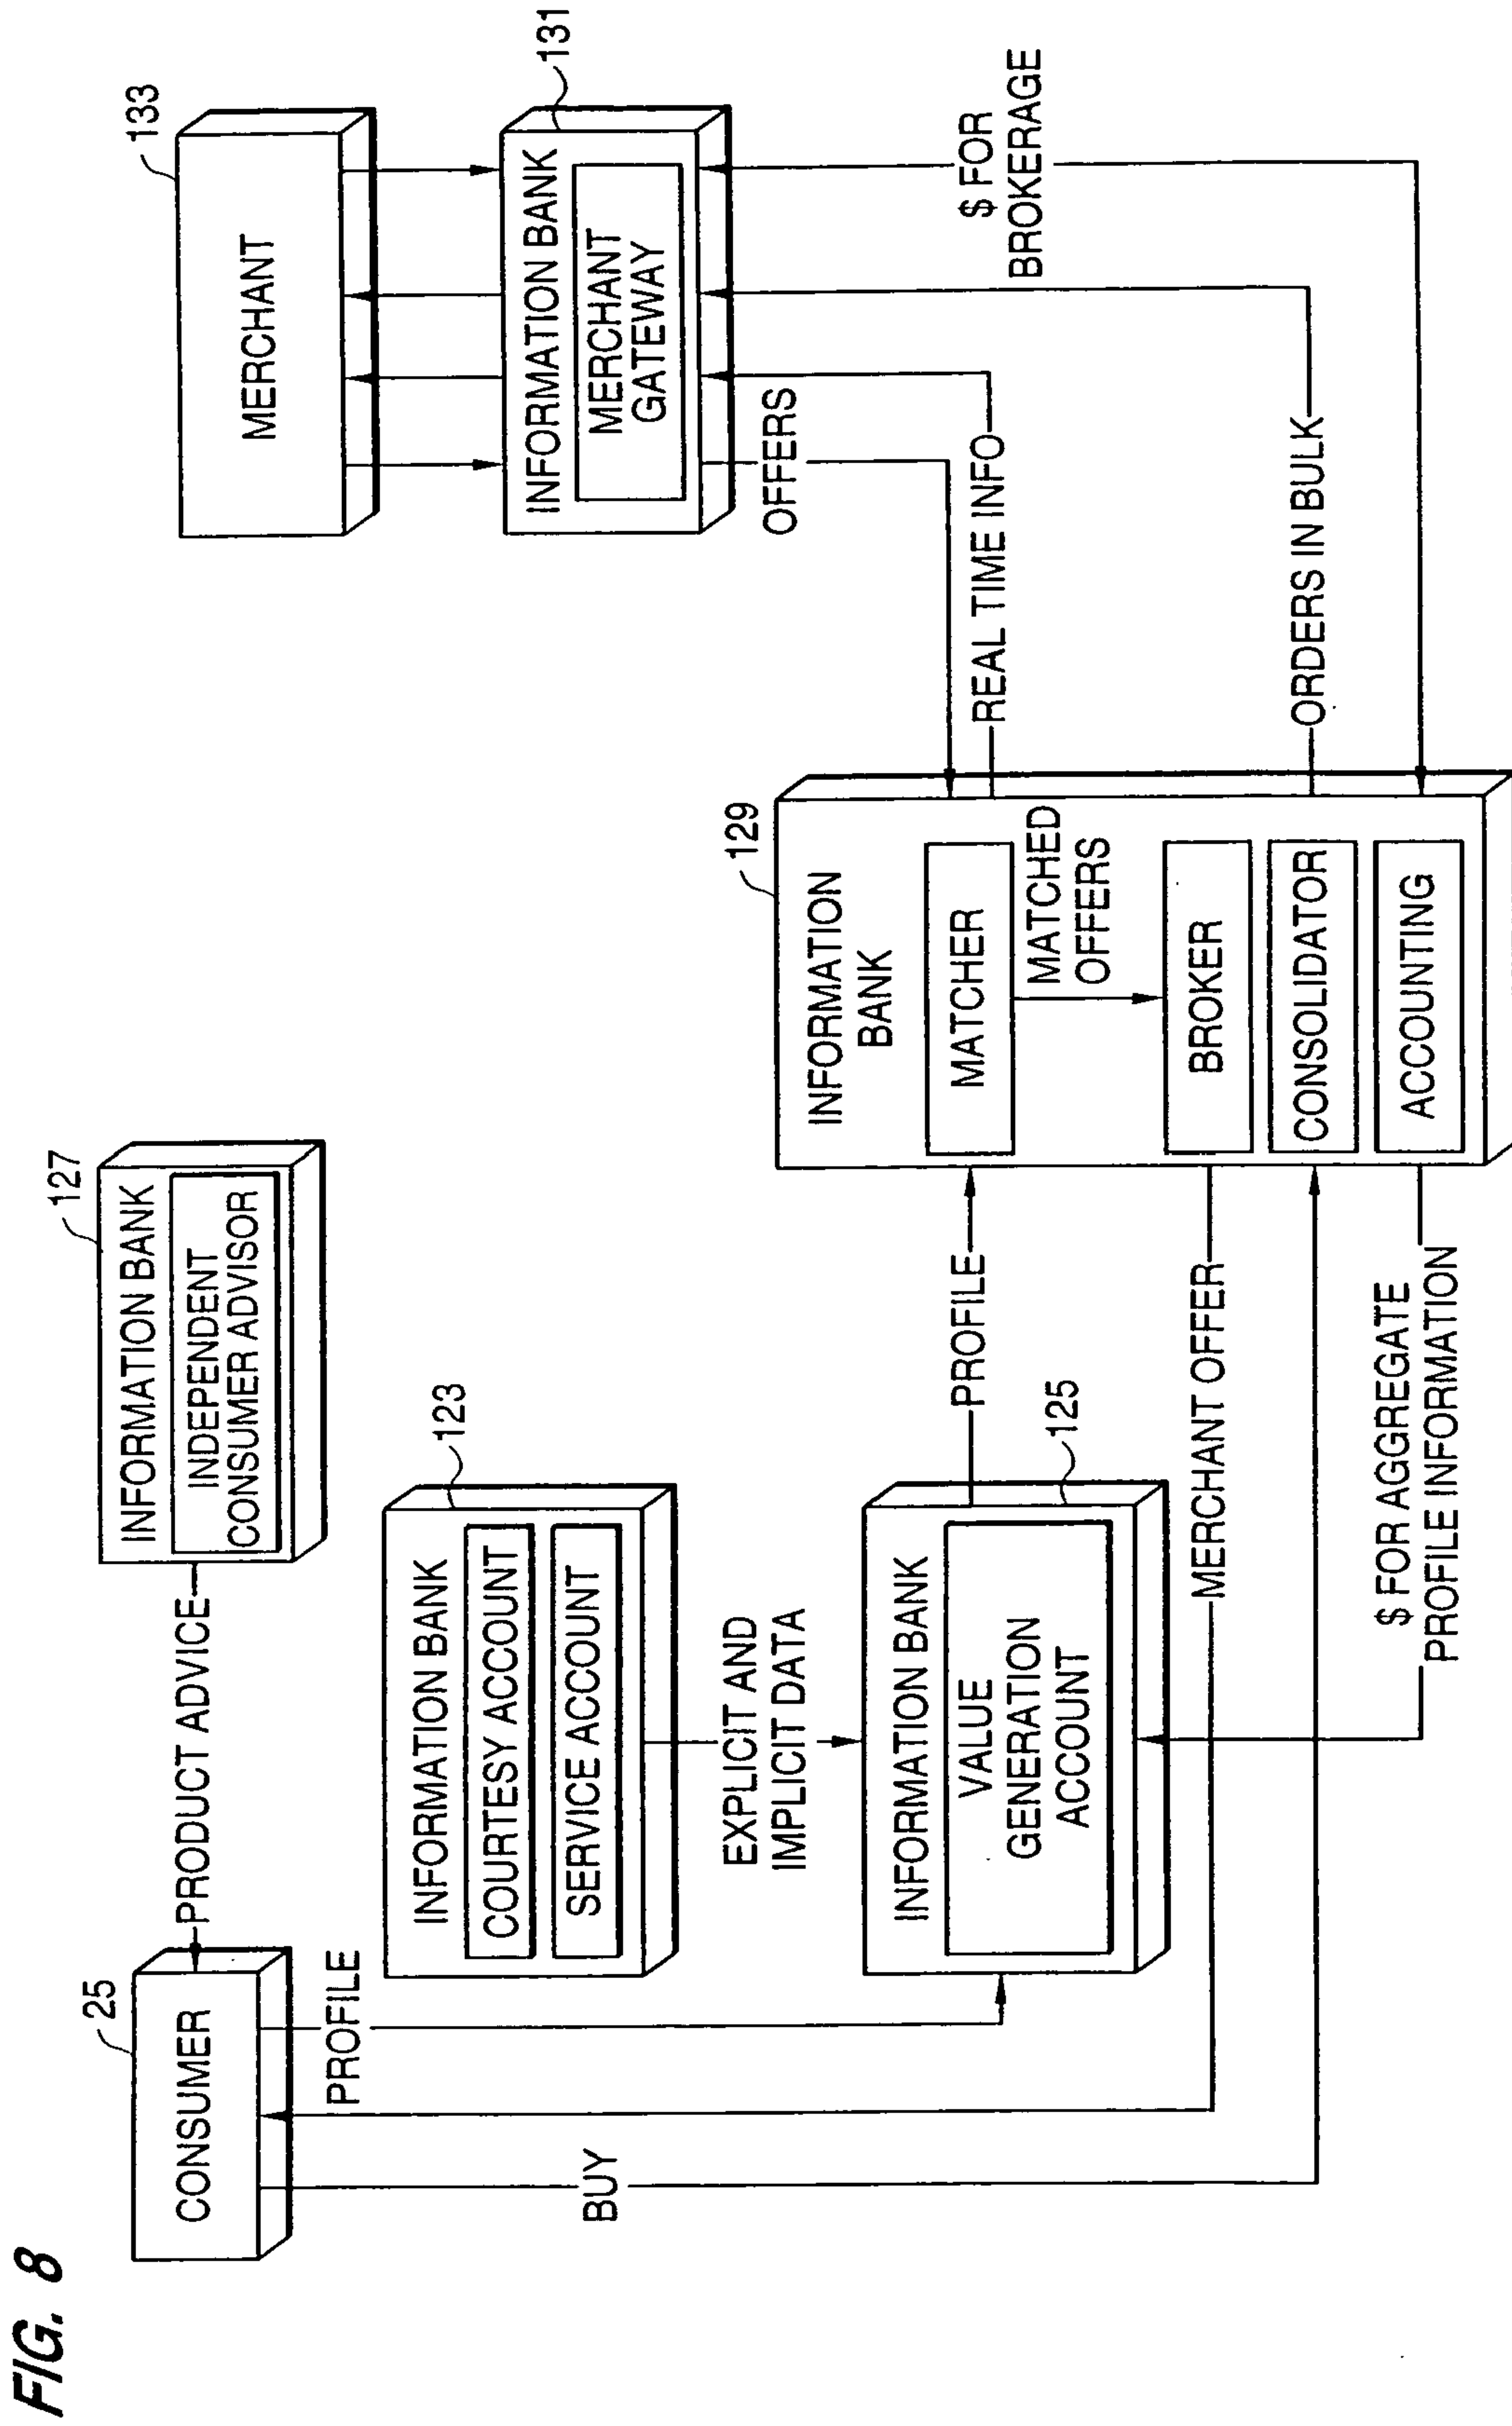 FIG. 8
25
CONSUMER
PRODUCT ADVICE
127
INFORMATION BANK
INDEPENDENT
CONSUMER ADVISOR
133
MERCHANT
131
INFORMATION BANK
MERCHANT
GATEWAY
PROFILE
BUY
123
INFORMATION BANK
COURTESY ACCOUNT
SERVICE ACCOUNT
EXPLICIT AND
IMPLICIT DATA
INFORMATION BANK
VALUE
GENERATION
ACCOUNT
125
PROFILE
MERCHANT OFFER
$ FOR AGGREGATE
PROFILE INFORMATION
129
INFORMATION
BANK
MATCHER
MATCHED
OFFERS
BROKER
CONSOLIDATOR
ACCOUNTING
OFFERS
REAL TIME INFO
ORDERS IN BULK
$ FOR
BROKERAGE